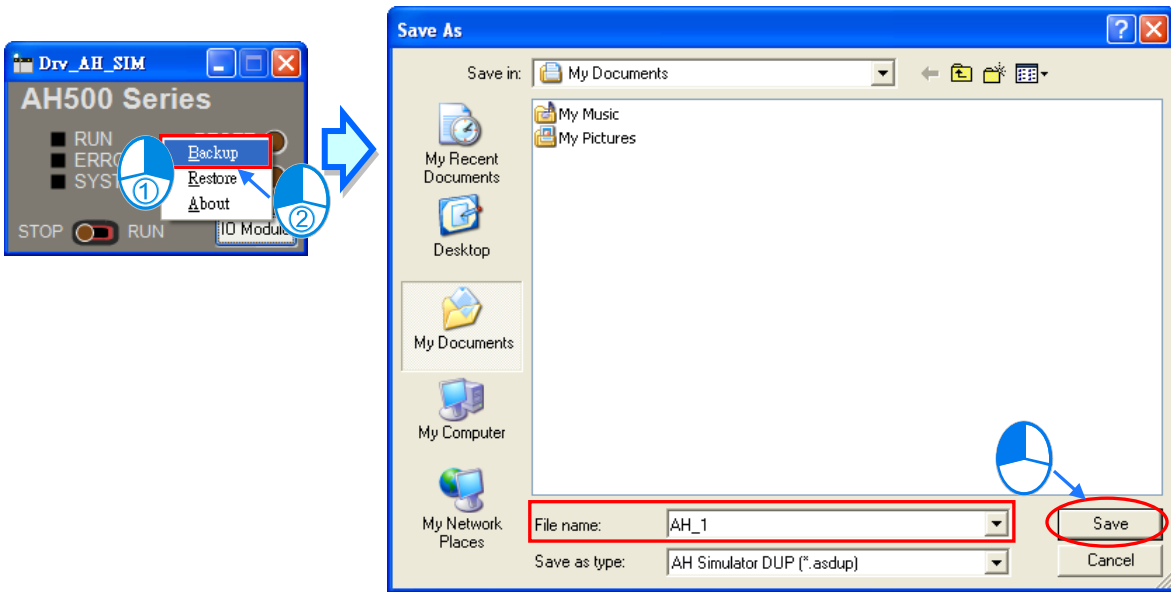 Drv_AH_SIM
AH500 Series
RUN
Backup
Restore
SYST
About
①
②
STOP
RUN
IO Module
Save As
Save in:
My Documents
My Music
My Pictures
My Recent
Documents
Desktop
My Documents
My Computer
My Network
Places
File name:
AH_1
Save
Save as type:
AH Simulator DUP (*.asdup)
Cancel